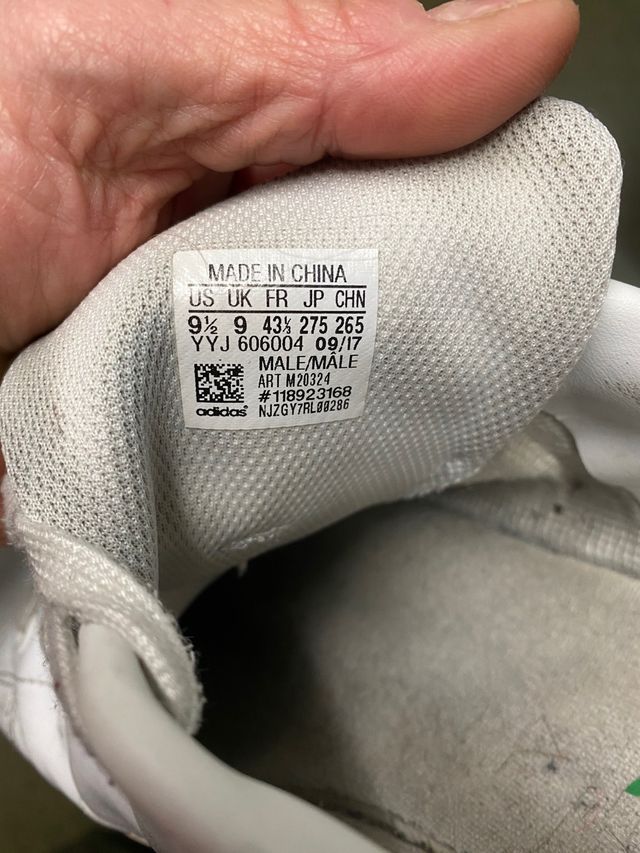 MADE IN CHINA
US UK FR JP CHN
9½ 9 43⅓ 275 265
YYJ 606004 09/17
MALE/MÂLE
ART M20324
#118923168
adidas® NJZGY7RL00286